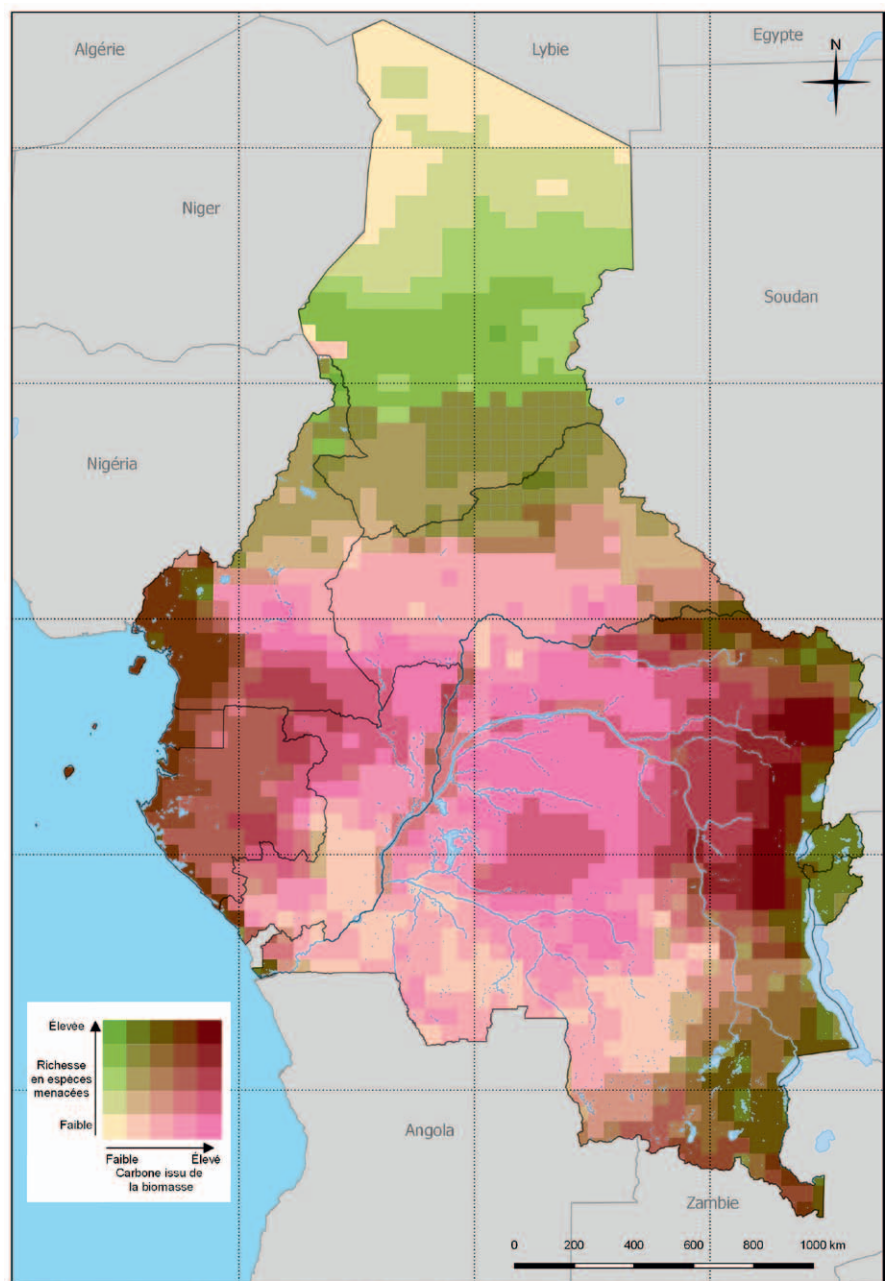 Algérie
Lybie
Egypte
N
Niger
Soudan
Nigéria
Élevée
Richesse
en espèces
menacées
Faible
Faible Élevé
Carbone issu de
la biomasse
Angola
Zambie
0 200 400 600 800 1000 km